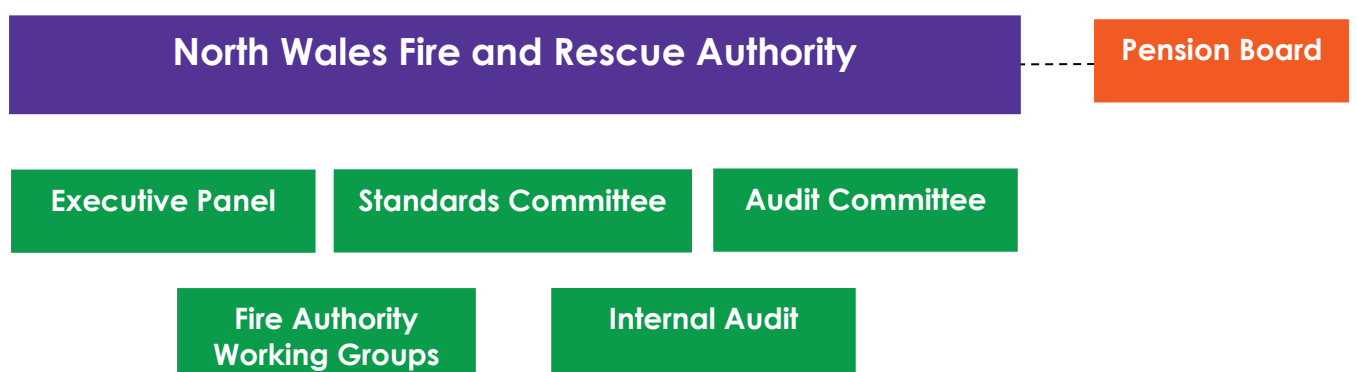 North Wales Fire and Rescue Authority
Pension Board
Executive Panel
Standards Committee
Audit Committee
Fire Authority
Working Groups
Internal Audit